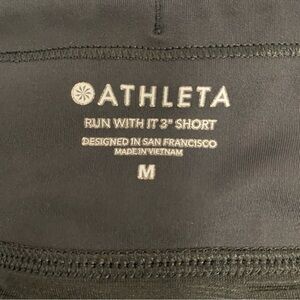 ATHLETA
RUN WITH IT 3" SHORT
DESIGNED IN SAN FRANCISCO
MADE IN VIETNAM
M